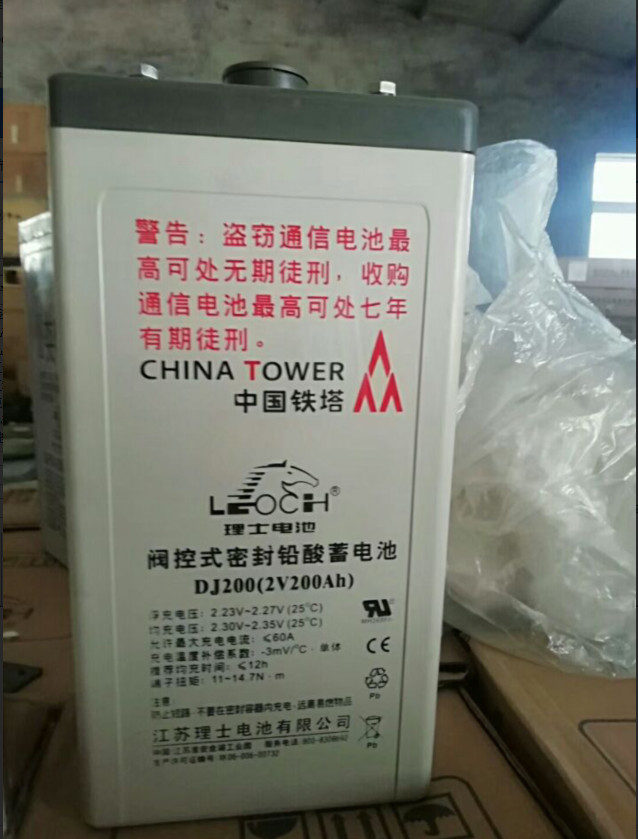 警告：盗窃通信电池最
高可处无期徒刑，收购
通信电池最高可处七年
有期徒刑。
CHINA TOWER
中国铁塔
LEOCH®
理士电池
阀控式密封铅酸蓄电池
DJ200(2V200Ah)
浮充电压：2.23V~2.27V(25°C)
均充电压：2.30V~2.35V(25°C)
允许最大充电电流：≤60A
充电温度补偿系数：-3mV/°C·单体
推荐均充时间：≤12h
端子扭矩：11~14.7N·m
CE
Pb
注意：
防止短路，不要在密封容器内充电，远离易燃物品
江苏理士电池有限公司
Pb